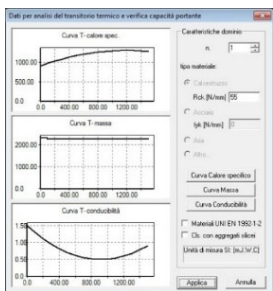 Dati per analisi del transitorio termico e verifica capacità portante
Curva T- calore spec.
1000.00
500.00
0.0
0.0 400.00 800.00 1200.00
Curva T- massa
2000.00
1000.00
0.00
0.0 400.00 800.00 1200.00
Curva T- conducibilità
1.50
1.00
0.50
0.0
0.0 400.00 800.00 1200.00
Caratteristiche dominio
n. 1
tipo materiale:
Calcestruzzo
Rck [N/mm] 55
Acciaio
fyk [N/mm] 0
Aria
Altro..
Curva Calore specifico
Curva Massa
Curva Conducibilità
Materiali UNI EN 1992-1-2
Cls. con aggregati silicei
Unità di misura SI: (m,J,W,C)
Applica Annulla